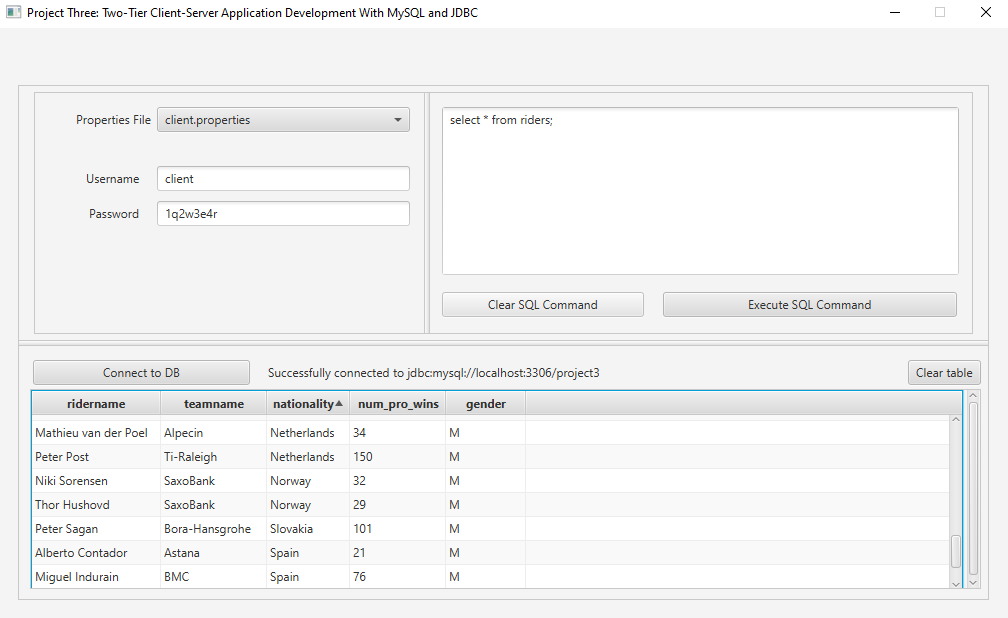 Project Three: Two-Tier Client-Server Application Development With MySQL and JDBC
Properties File client.properties
select * from riders;
Username client
Password 1q2w3e4r
Clear SQL Command Execute SQL Command
Connect to DB Successfully connected to jdbc:mysql://localhost:3306/project3 Clear table
ridername teamname nationality num_pro_wins gender
Mathieu van der Poel Alpecin Netherlands 34 M
Peter Post Ti-Raleigh Netherlands 150 M
Niki Sorensen SaxoBank Norway 32 M
Thor Hushovd SaxoBank Norway 29 M
Peter Sagan Bora-Hansgrohe Slovakia 101 M
Alberto Contador Astana Spain 21 M
Miguel Indurain BMC Spain 76 M